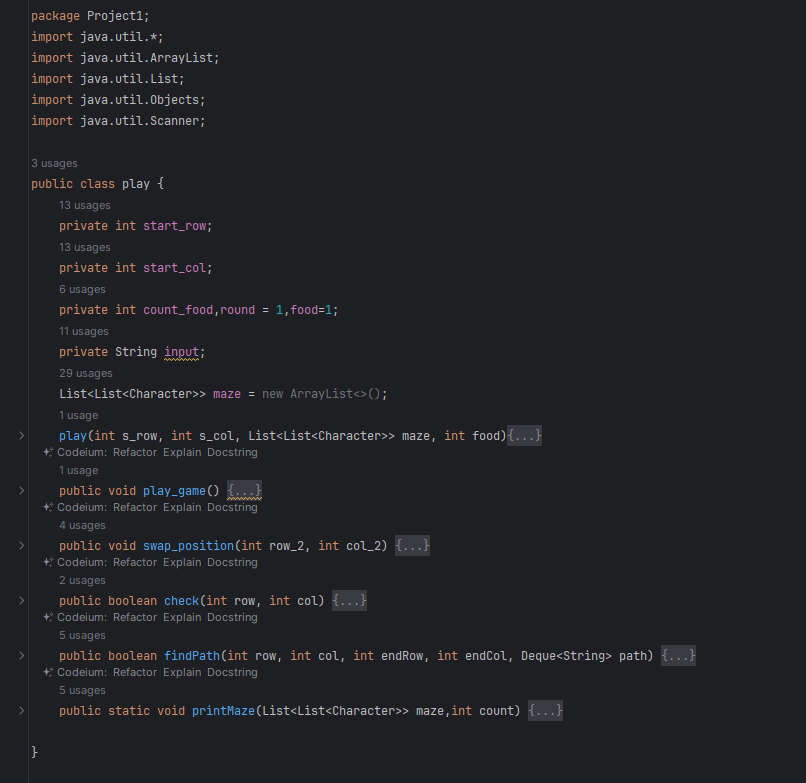 package Project1;
import java.util.*;
import java.util.ArrayList;
import java.util.List;
import java.util.Objects;
import java.util.Scanner;
3 usages
public class play {
13 usages
private int start_row;
13 usages
private int start_col;
6 usages
private int count_food,round = 1,food=1;
11 usages
private String input;
29 usages
List<List<Character>> maze = new ArrayList<>();
1 usage
play(int s_row, int s_col, List<List<Character>> maze, int food){...}
Codeium: Refactor Explain Docstring
1 usage
public void play_game() {...}
Codeium: Refactor Explain Docstring
4 usages
public void swap_position(int row_2, int col_2) {...}
Codeium: Refactor Explain Docstring
2 usages
public boolean check(int row, int col) {...}
Codeium: Refactor Explain Docstring
5 usages
public boolean findPath(int row, int col, int endRow, int endCol, Deque<String> path) {...}
Codeium: Refactor Explain Docstring
5 usages
public static void printMaze(List<List<Character>> maze,int count) {...}
}